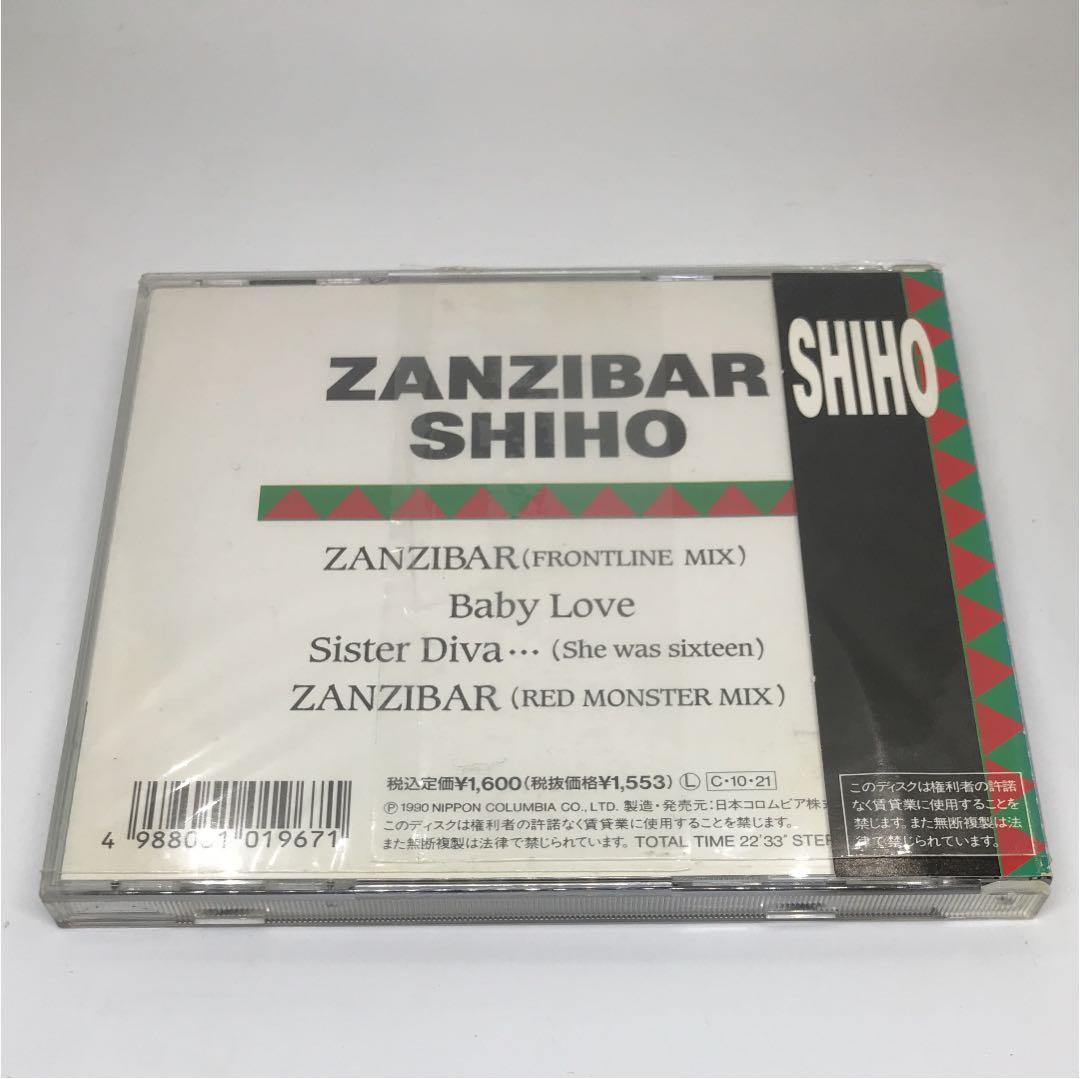 ZANZIBAR
SHIHO
SHIHO
ZANZIBAR (FRONTLINE MIX)
Baby Love
Sister Diva… (She was sixteen)
ZANZIBAR (RED MONSTER MIX)
税込定価¥1,600(税抜価格¥1,553) Ⓛ C・10・21
Ⓟ 1990 NIPPON COLUMBIA CO., LTD. 製造・発売元:日本コロムビア株式
このディスクは権利者の許諾なく賃貸業に使用することを禁じます。
また無断複製は法律で禁じられています。 TOTAL TIME 22'33" STER
4 988001 019671
このディスクは権利者の許諾
なく賃貸業に使用することを
禁じます。また無断複製は法
律で禁じられています。